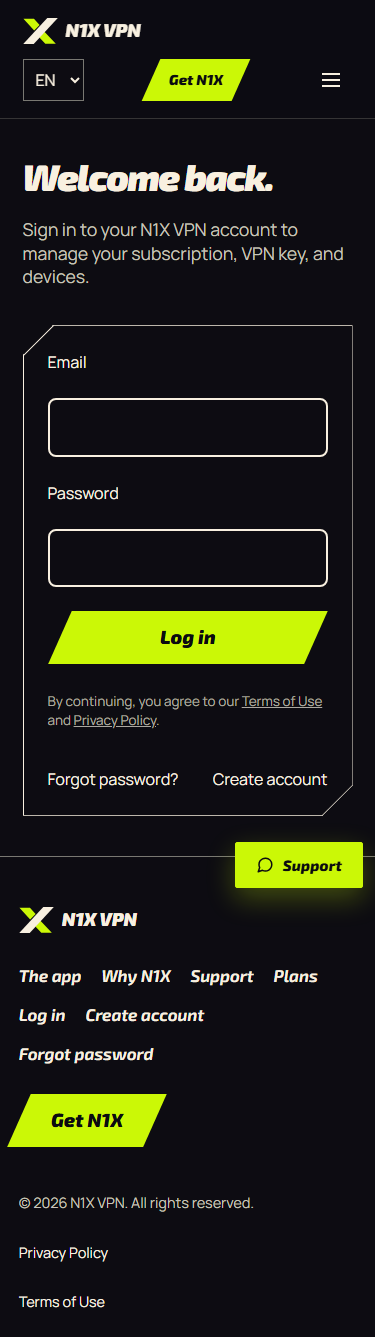 N1X VPN
EN
Get N1X
Welcome back.
Sign in to your N1X VPN account to
manage your subscription, VPN key, and
devices.
Email
Password
Log in
By continuing, you agree to our Terms of Use
and Privacy Policy.
Forgot password? Create account
Support
N1X VPN
The app Why N1X Support Plans
Log in Create account
Forgot password
Get N1X
© 2026 N1X VPN. All rights reserved.
Privacy Policy
Terms of Use